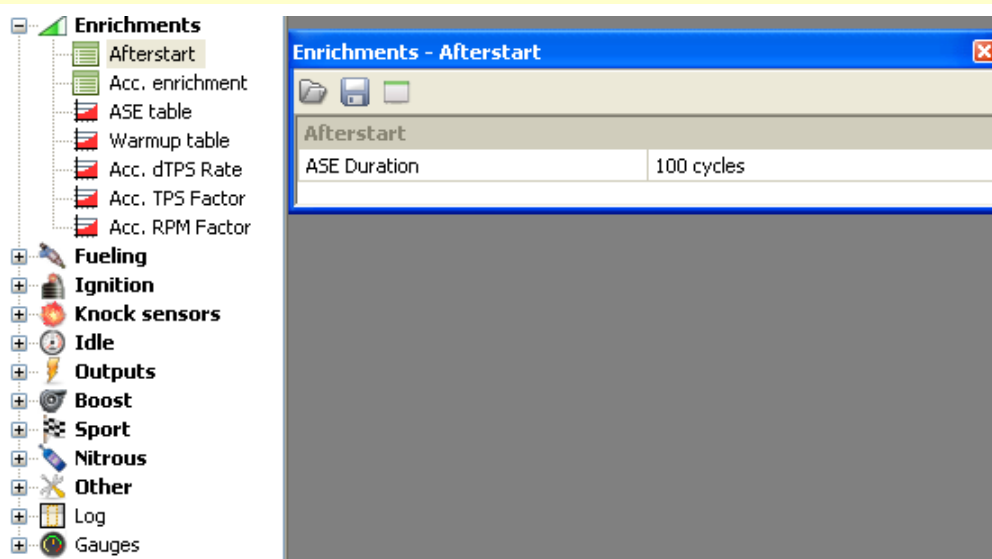 Enrichments
Afterstart
Acc. enrichment
ASE table
Warmup table
Acc. dTPS Rate
Acc. TPS Factor
Acc. RPM Factor
Fueling
Ignition
Knock sensors
Idle
Outputs
Boost
Sport
Nitrous
Other
Log
Gauges
Enrichments - Afterstart
Afterstart
ASE Duration 100 cycles